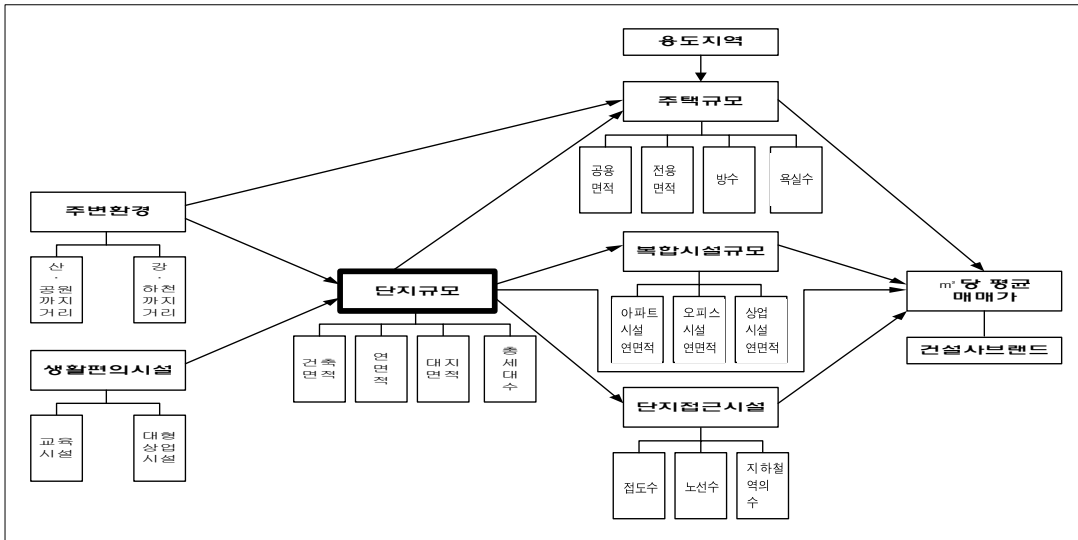 용도지역
주택규모
공용
면적
전용
면적
방수
욕실수
주변환경
산
·
공원
까지
거리
강
·
하천
까지
거리
단지규모
건축
면적
연
면
적
대지
면적
총
세
대
수
복합시설규모
아파트
시설
연면적
오피스
시설
연면적
상업
시설
연면적
㎡당 평균
매매가
건설사브랜드
생활편의시설
교육
시설
대형
상업
시설
단지접근시설
접도수
노선수
지하철
역의
수